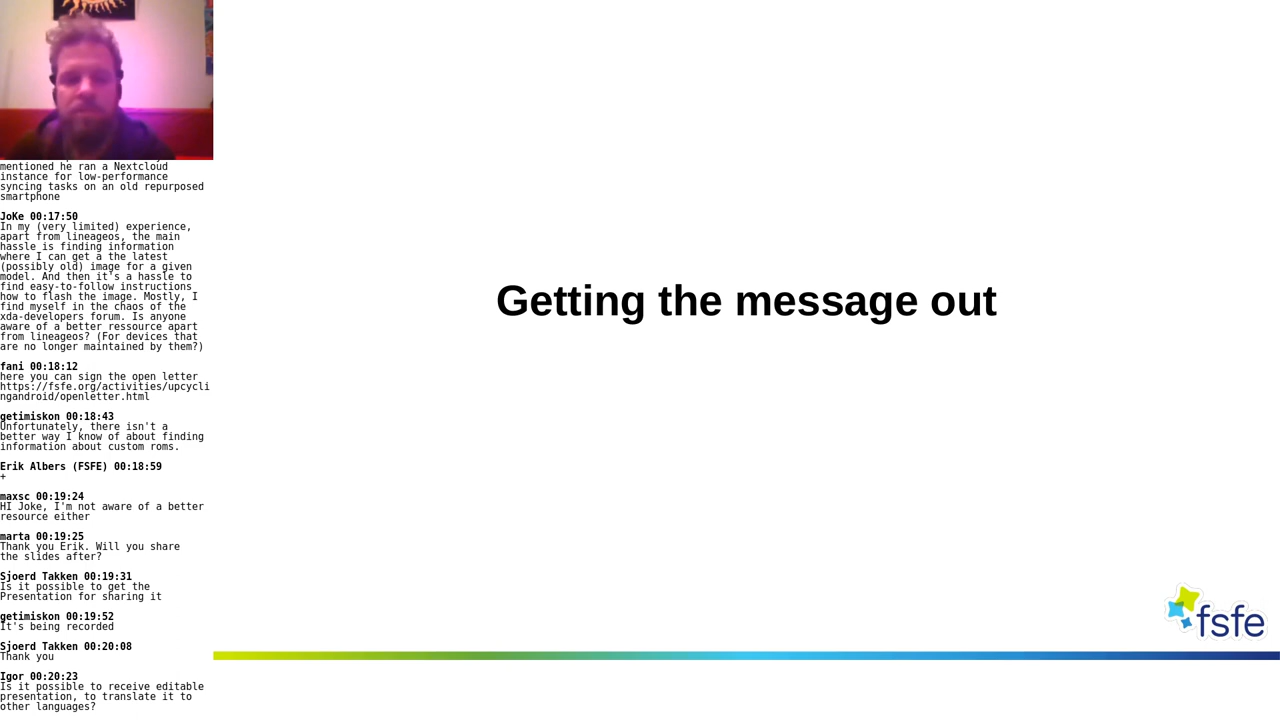 mentioned he ran a Nextcloud
instance for low-performance
syncing tasks on an old repurposed
smartphone
JoKe 00:17:50
In my (very limited) experience,
apart from lineageos, the main
hassle is finding information
where I can get a the latest
(possibly old) image for a given
model. And then it's a hassle to
find easy-to-follow instructions
how to flash the image. Mostly, I
find myself in the chaos of the
xda-developers forum. Is anyone
aware of a better ressource apart
from lineageos? (For devices that
are no longer maintained by them?)
fani 00:18:12
here you can sign the open letter
https://fsfe.org/activities/upcycli
ngandroid/openletter.html
getimiskon 00:18:43
Unfortunately, there isn't a
better way I know of about finding
information about custom roms.
Erik Albers (FSFE) 00:18:59
+
maxsc 00:19:24
HI Joke, I'm not aware of a better
resource either
marta 00:19:25
Thank you Erik. Will you share
the slides after?
Sjoerd Takken 00:19:31
Is it possible to get the
Presentation for sharing it
getimiskon 00:19:52
It's being recorded
Sjoerd Takken 00:20:08
Thank you
Igor 00:20:23
Is it possible to receive editable
presentation, to translate it to
other languages?
Getting the message out
fsfe